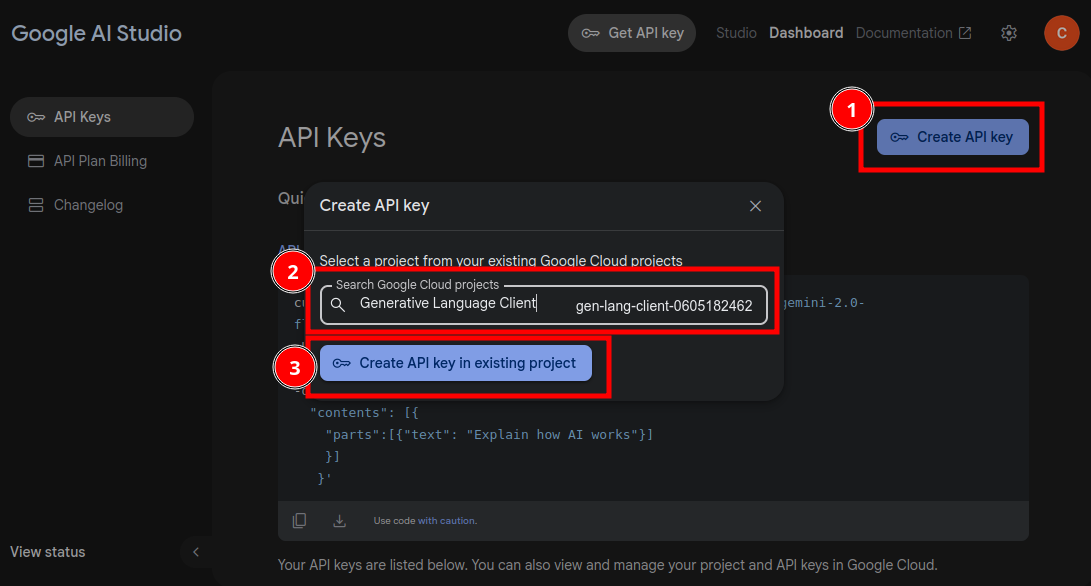 Google AI Studio
Get API key
Studio
Dashboard
Documentation
C
API Keys
API Plan Billing
Changelog
API Keys
1
Create API key
Qui
Create API key
API
Select a project from your existing Google Cloud projects
2
Search Google Cloud projects
Generative Language Client
gen-lang-client-0605182462
gemini-2.0-
3
Create API key in existing project
"contents": [{
"parts":[{"text": "Explain how AI works"}]
}]
}'
Use code with caution.
View status
Your API keys are listed below. You can also view and manage your project and API keys in Google Cloud.